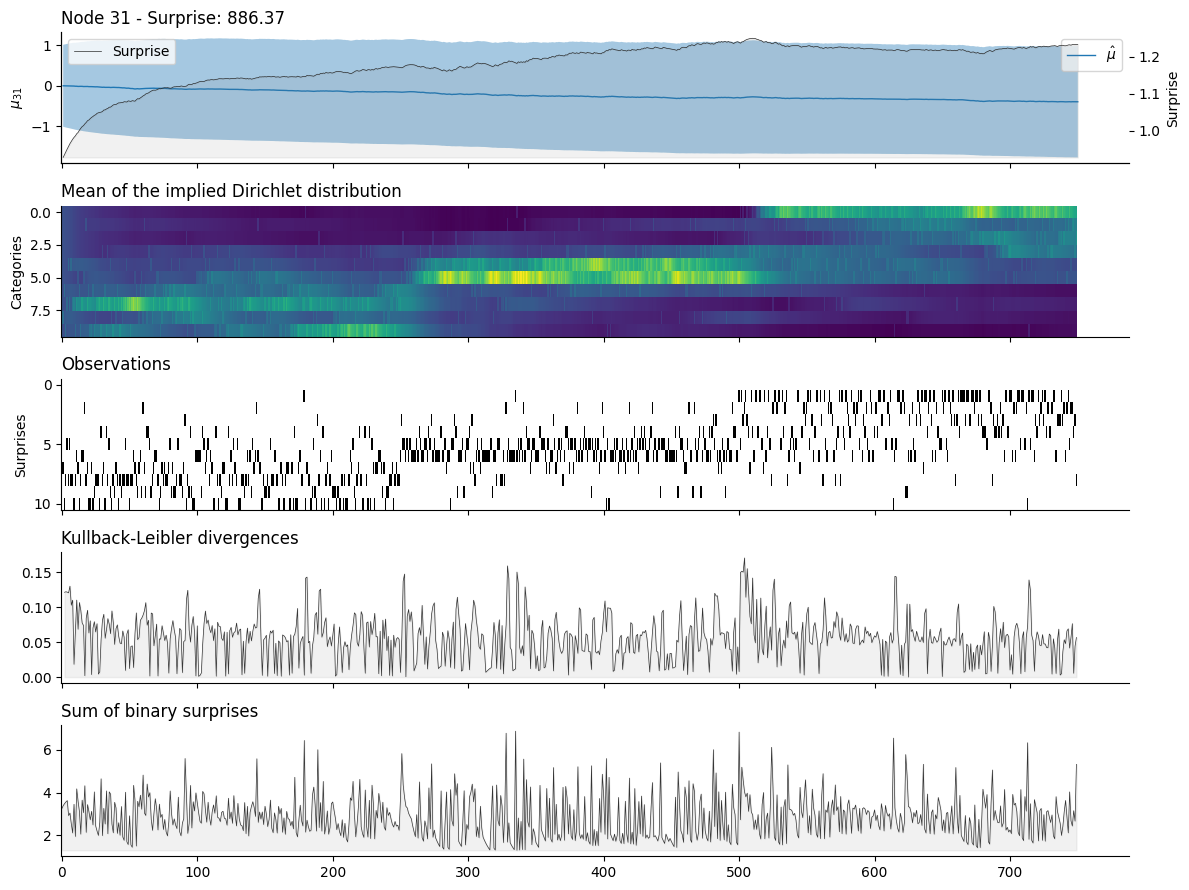 Node 31 - Surprise: 886.37
1
0
−1
μ31
Surprise
μ̂
1.2
1.1
1.0
Surprise
Mean of the implied Dirichlet distribution
0.0
2.5
5.0
7.5
Categories
Observations
0
5
10
Surprises
Kullback-Leibler divergences
0.15
0.10
0.05
0.00
Sum of binary surprises
6
4
2
0 100 200 300 400 500 600 700